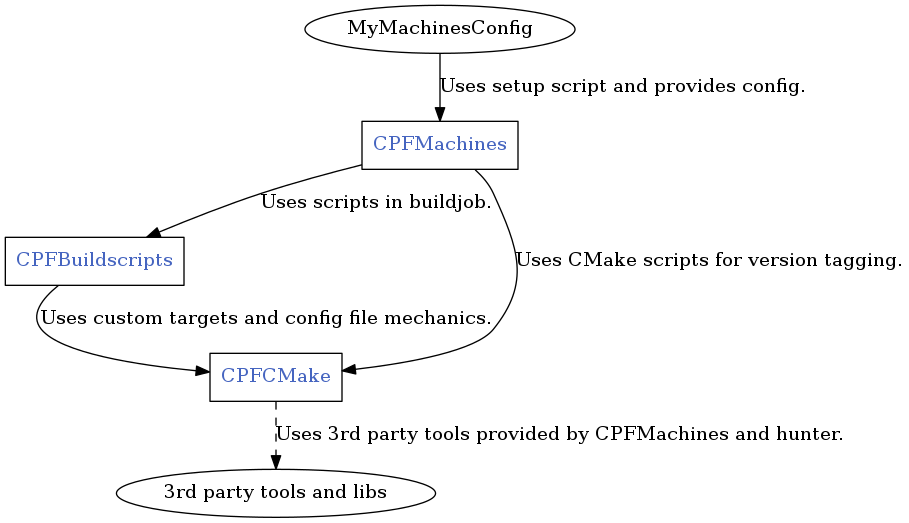 MyMachinesConfig
Uses setup script and provides config.
CPFMachines
Uses scripts in buildjob.
CPFBuildscripts
Uses CMake scripts for version tagging.
Uses custom targets and config file mechanics.
CPFCMake
Uses 3rd party tools provided by CPFMachines and hunter.
3rd party tools and libs